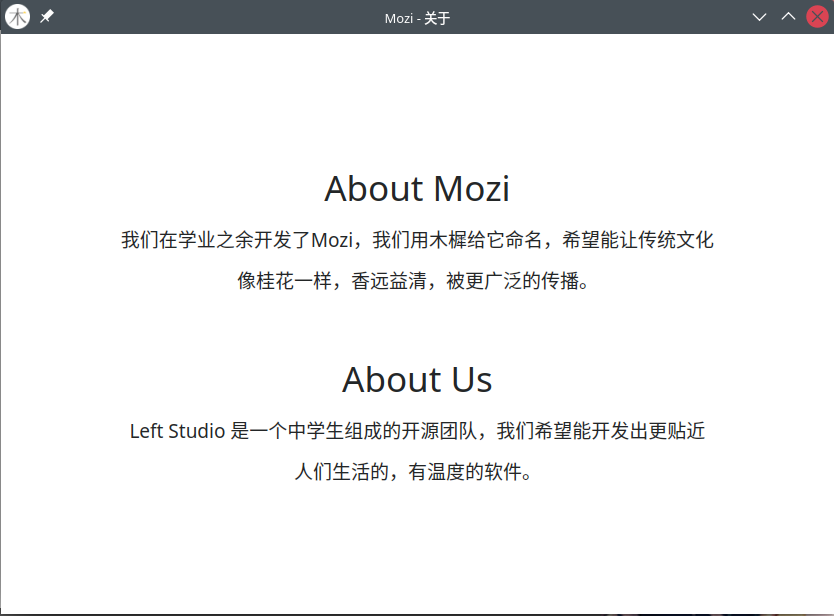 木
Mozi - 关于
About Mozi
我们在学业之余开发了Mozi，我们用木樨给它命名，希望能让传统文化
像桂花一样，香远益清，被更广泛的传播。
About Us
Left Studio 是一个中学生组成的开源团队，我们希望能开发出更贴近
人们生活的，有温度的软件。